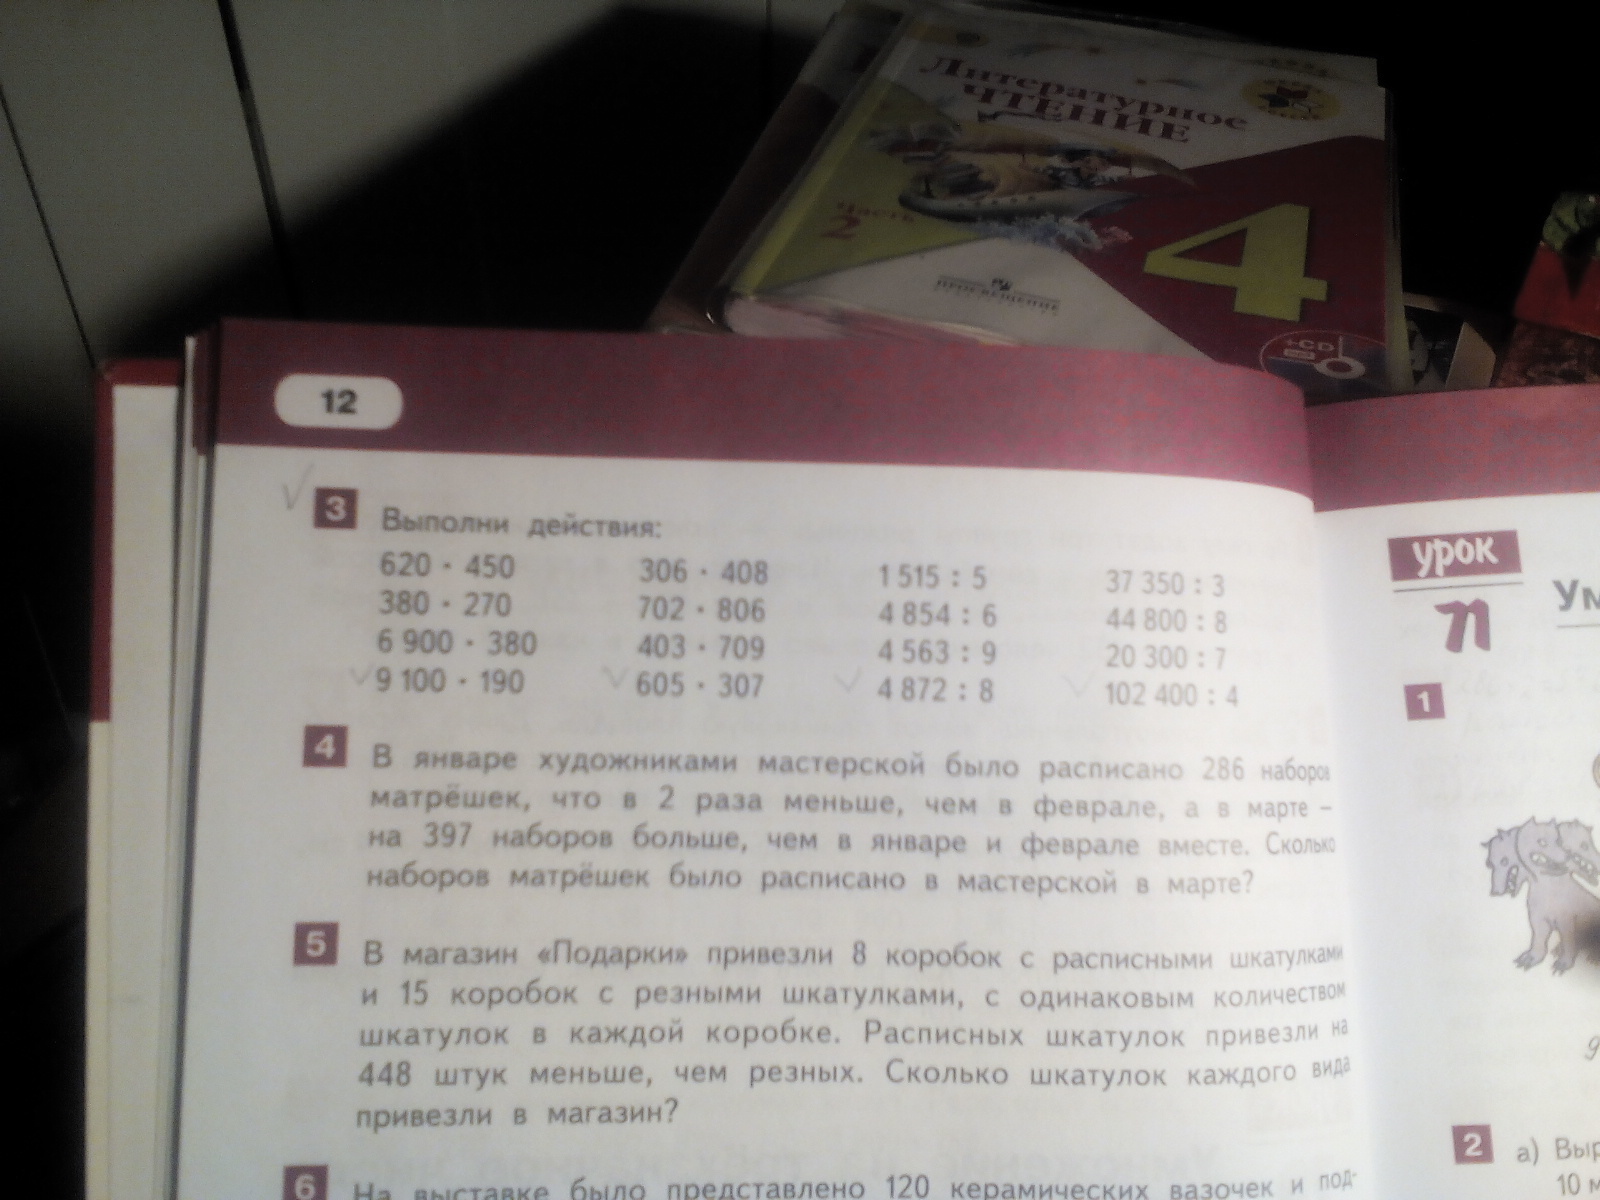 Литературное
ЧТЕНИЕ
Часть
2
4
ПРОСВЕЩЕНИЕ
+CD
12
3 Выполни действия:
620 · 450 306 · 408 1 515 : 5 37 350 : 3
380 · 270 702 · 806 4 854 : 6 44 800 : 8
6 900 · 380 403 · 709 4 563 : 9 20 300 : 7
9 100 · 190 605 · 307 4 872 : 8 102 400 : 4
4 В январе художниками мастерской было расписано 286 наборов
матрёшек, что в 2 раза меньше, чем в феврале, а в марте –
на 397 наборов больше, чем в январе и феврале вместе. Сколько
наборов матрёшек было расписано в мастерской в марте?
5 В магазин «Подарки» привезли 8 коробок с расписными шкатулками
и 15 коробок с резными шкатулками, с одинаковым количеством
шкатулок в каждой коробке. Расписных шкатулок привезли на
448 штук меньше, чем резных. Сколько шкатулок каждого вида
привезли в магазин?
6 На выставке было представлено 120 керамических вазочек и под-
урок
п
Ум
1
2 а) Выр
10 м